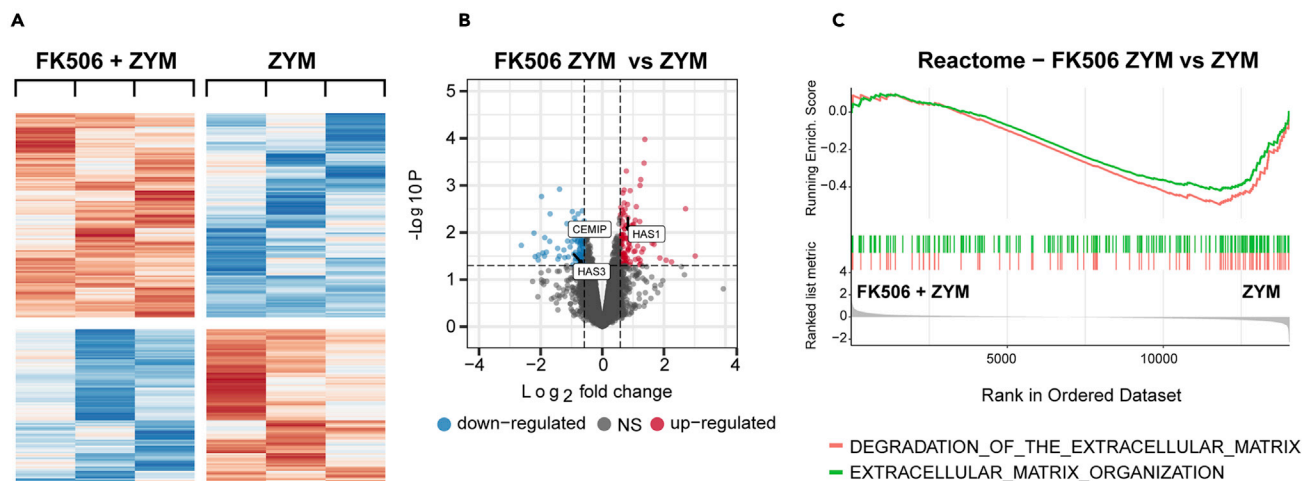 A
FK506 + ZYM
ZYM
B
FK506 ZYM vs ZYM
-Log 10 P
5
4
3
2
1
0
CEMIP
HAS1
HAS3
−4
−2
0
2
4
Log2 fold change
down−regulated
NS
up−regulated
C
Reactome − FK506 ZYM vs ZYM
Running Enrich. Score
0.0
−0.2
−0.4
Ranked list metric
4
2
0
−2
FK506 + ZYM
ZYM
5000
10000
Rank in Ordered Dataset
DEGRADATION_OF_THE_EXTRACELLULAR_MATRIX
EXTRACELLULAR_MATRIX_ORGANIZATION